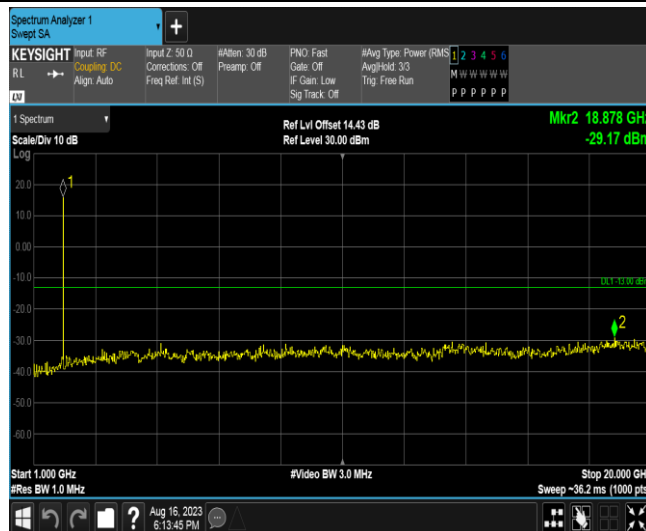 Spectrum Analyzer 1
Swept SA
+
KEYSIGHT
RL
LXI
Input: RF
Coupling: DC
Align: Auto
Input Z: 50 Ω
Corrections: Off
Freq Ref: Int (S)
#Atten: 30 dB
Preamp: Off
PNO: Fast
Gate: Off
IF Gain: Low
Sig Track: Off
#Avg Type: Power (RMS
Avg|Hold: 3/3
Trig: Free Run
1 2 3 4 5 6
M W W W W W
P P P P P P
1 Spectrum
Scale/Div 10 dB
Log
Ref Lvl Offset 14.43 dB
Ref Level 30.00 dBm
Mkr2 18.878 GHz
-29.17 dBm
20.0
10.0
0.00
-10.0
-20.0
-30.0
-40.0
-50.0
-60.0
1
DL1 -13.00 dBm
2
Start 1.000 GHz
#Res BW 1.0 MHz
#Video BW 3.0 MHz
Stop 20.000 GHz
Sweep ~36.2 ms (1000 pts
?
Aug 16, 2023
6:13:45 PM